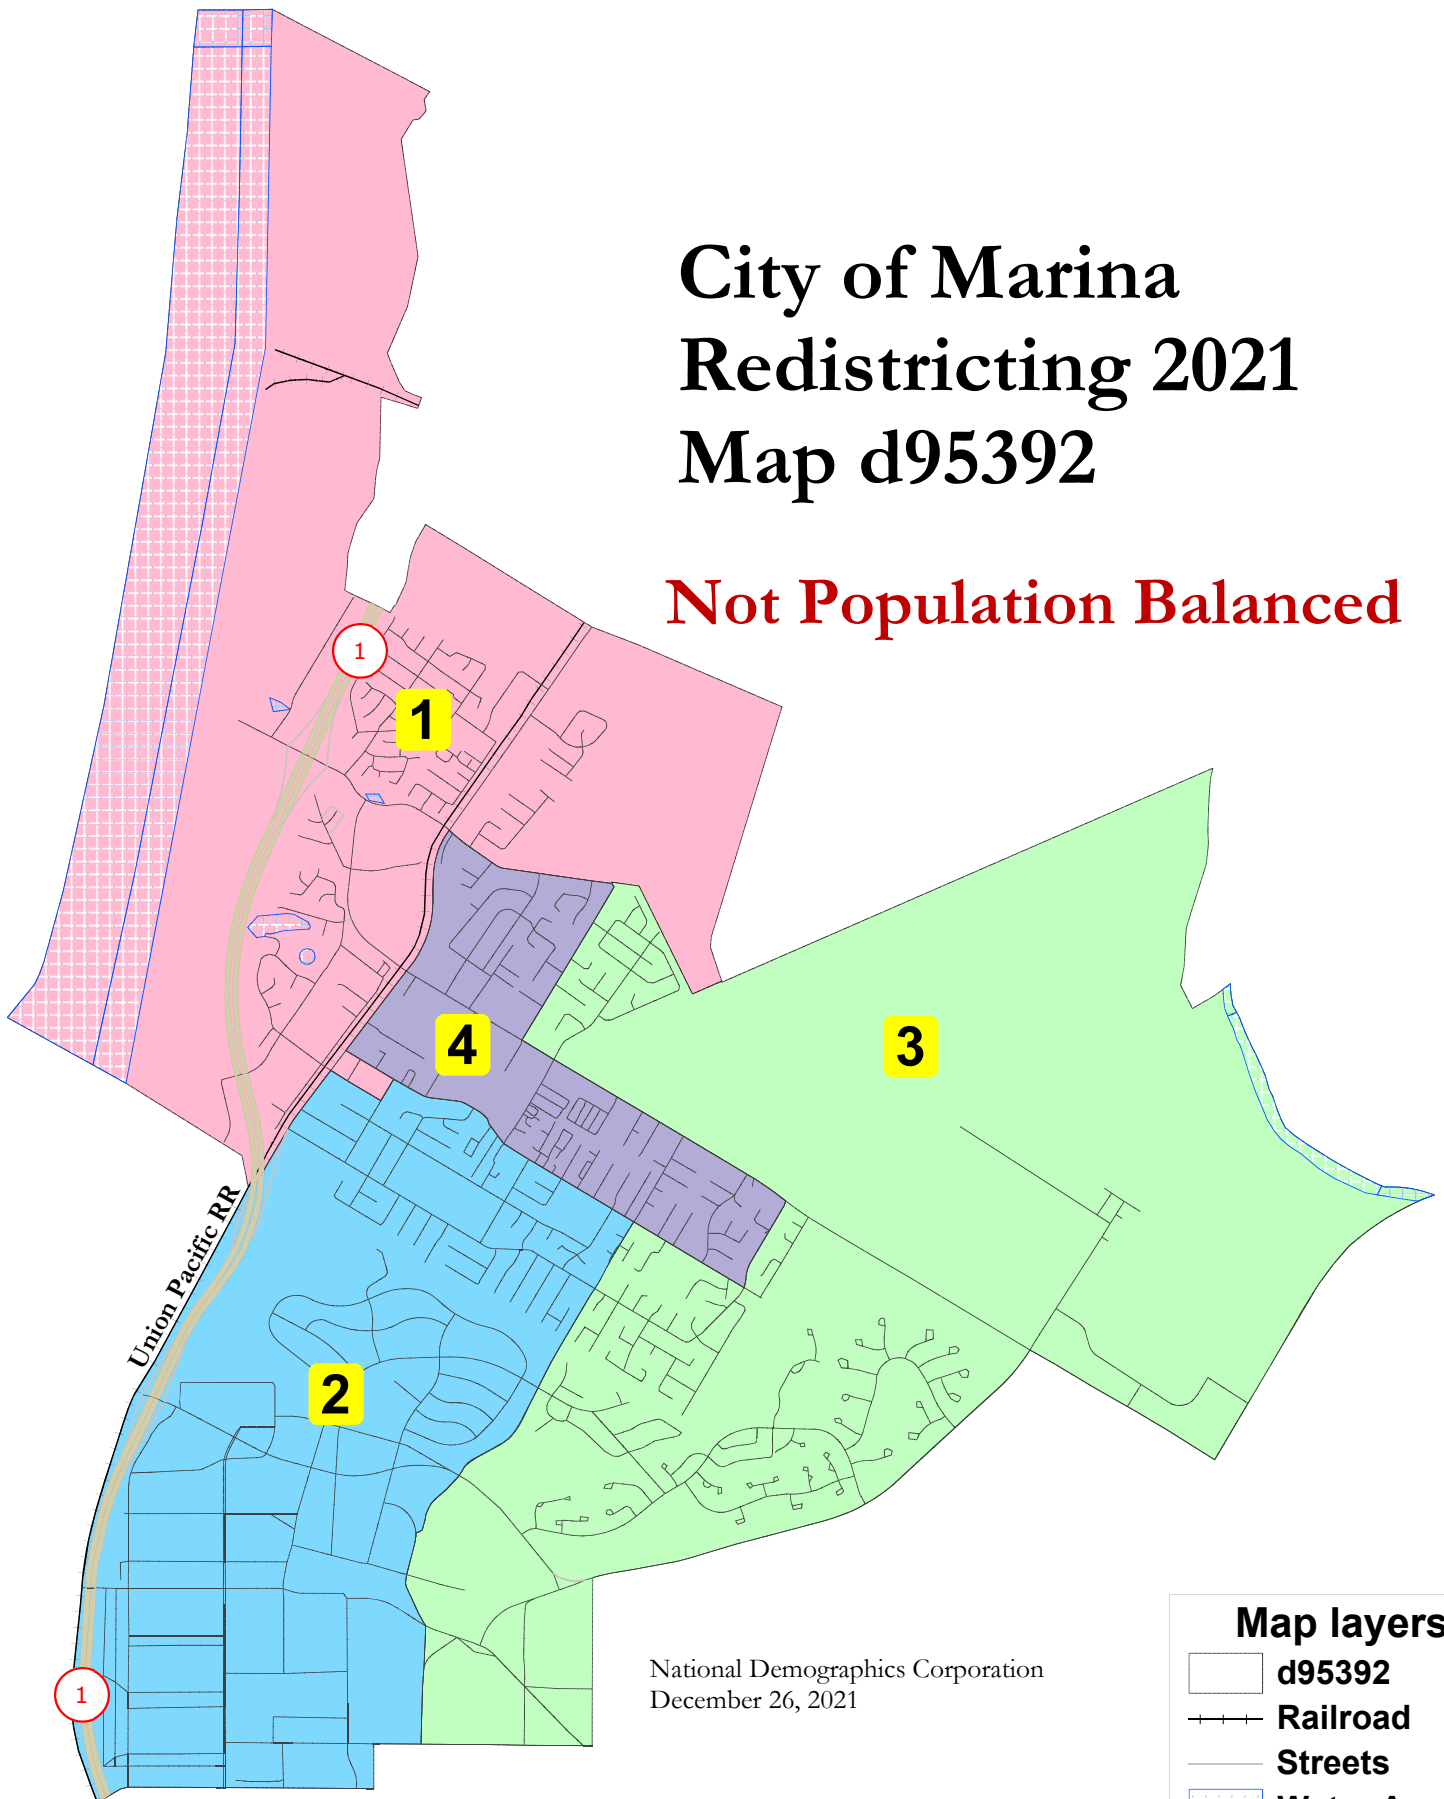 City of Marina
Redistricting 2021
Map d95392
Not Population Balanced
1
1
4
3
Union Pacific RR
2
1
National Demographics Corporation
December 26, 2021
Map layers
d95392
Railroad
Streets